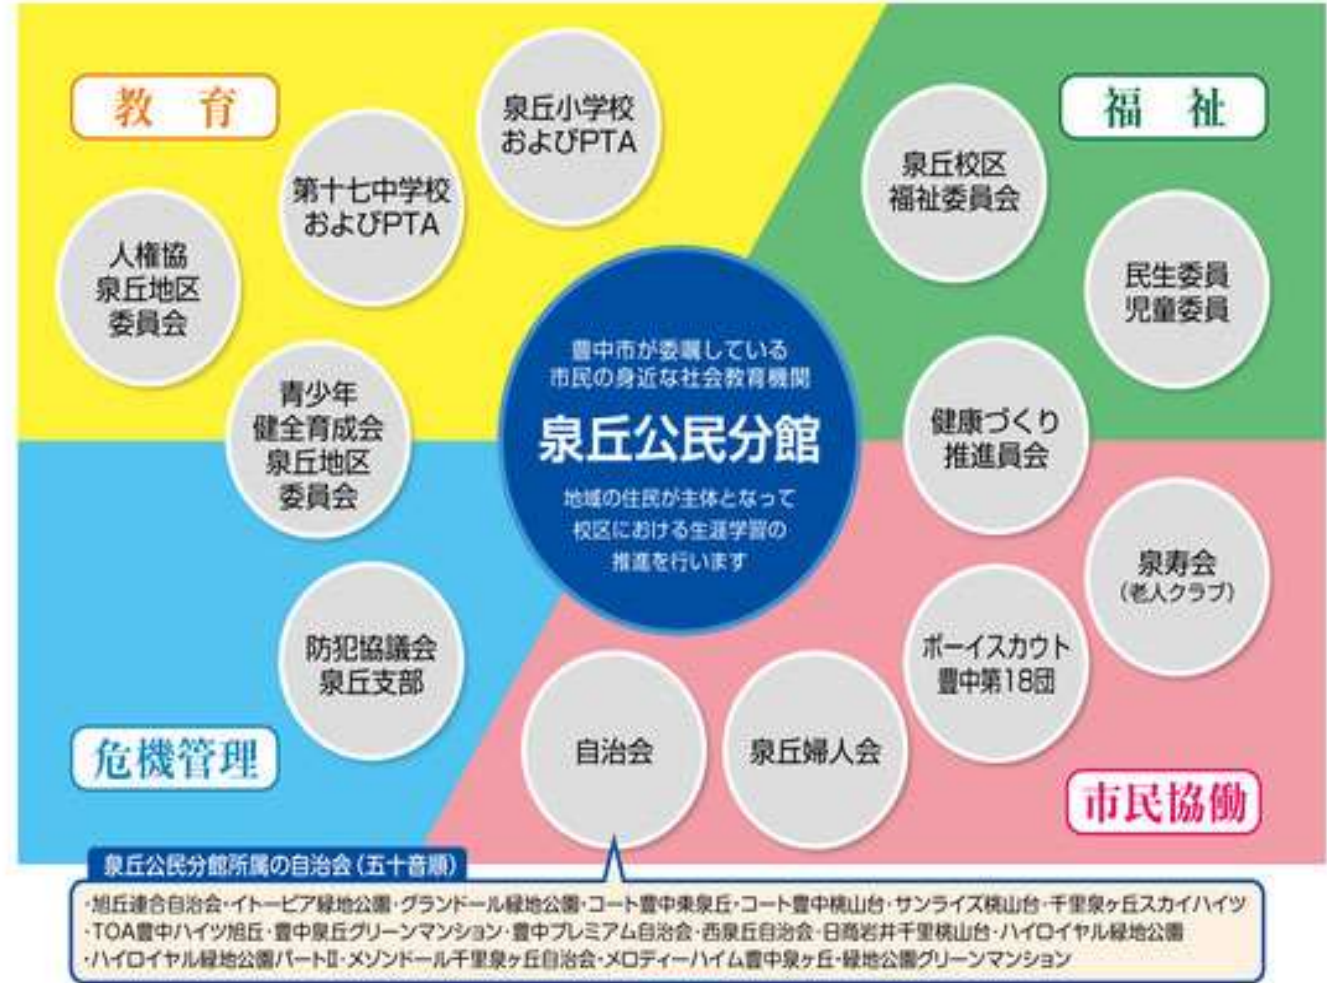 教 育
泉丘小学校
およびPTA
第十七中学校
およびPTA
人権協
泉丘地区
委員会
青少年
健全育成会
泉丘地区
委員会
福 祉
泉丘校区
福祉委員会
民生委員
児童委員
健康づくり
推進員会
豊中市が委嘱している
市民の身近な社会教育機関
泉丘公民分館
地域の住民が主体となって
校区における生涯学習の
推進を行います
防犯協議会
泉丘支部
危機管理
泉寿会
(老人クラブ)
ボーイスカウト
豊中第18団
自治会
泉丘婦人会
市民協働
泉丘公民分館所属の自治会(五十音順)
・旭丘連合自治会・イトーピア緑地公園・グランドール緑地公園・コート豊中東泉丘・コート豊中桃山台・サンライズ桃山台・千里泉ヶ丘スカイハイツ
・TOA豊中ハイツ旭丘・豊中泉丘グリーンマンション・豊中プレミアム自治会・西泉丘自治会・日商岩井千里桃山台・ハイロイヤル緑地公園
・ハイロイヤル緑地公園パートⅡ・メゾンドール千里泉ヶ丘自治会・メロディーハイム豊中泉ヶ丘・緑地公園グリーンマンション